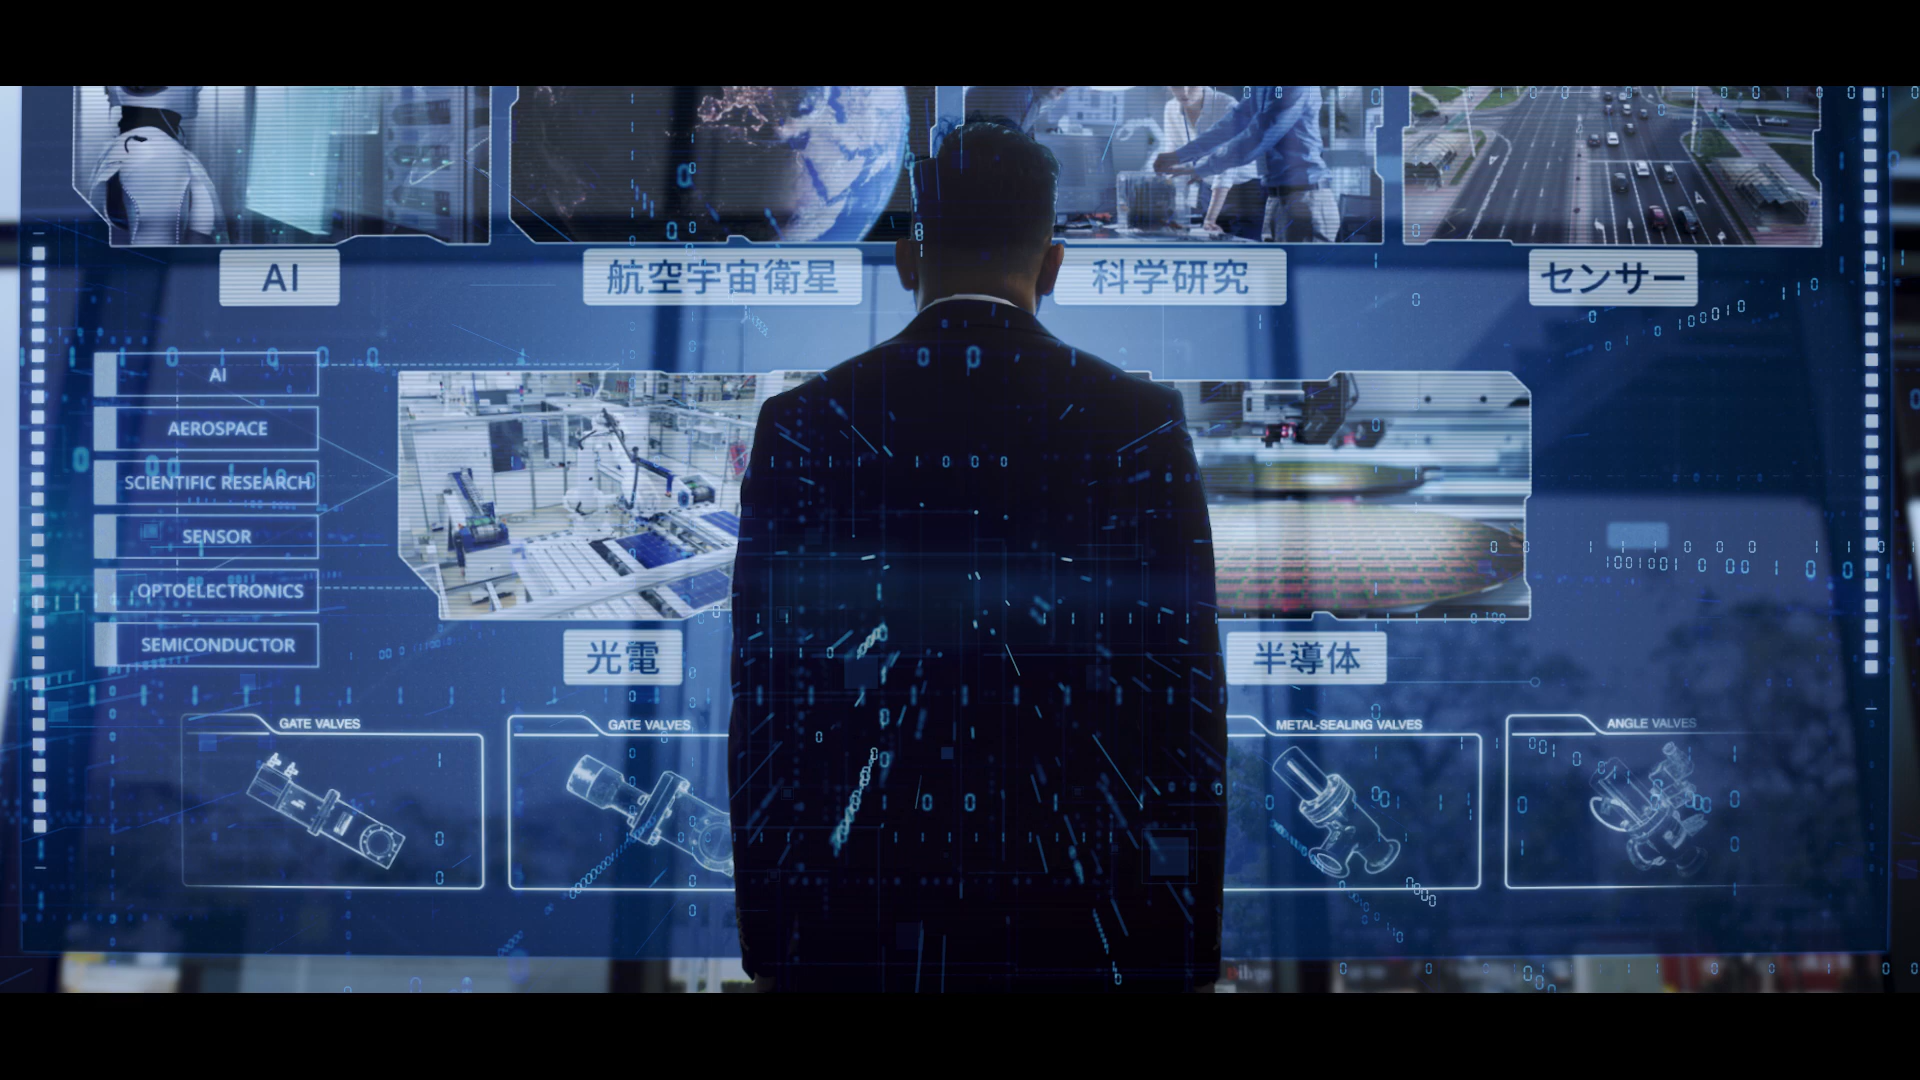 AI
航空宇宙衛星
科学研究
センサー
AI
AEROSPACE
SCIENTIFIC RESEARCH
SENSOR
OPTOELECTRONICS
SEMICONDUCTOR
光電
半導体
GATE VALVES
GATE VALVES
METAL-SEALING VALVES
ANGLE VALVES